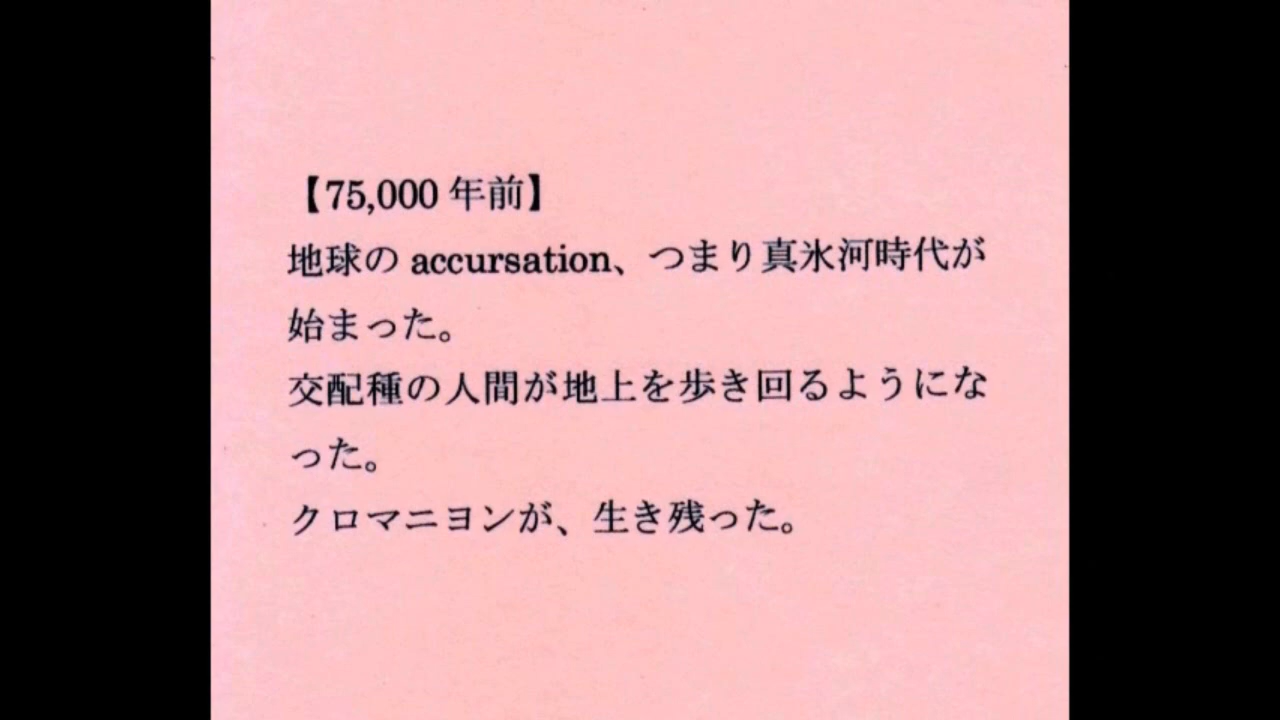 【75,000 年前】
地球の accursation、つまり真氷河時代が
始まった。
交配種の人間が地上を歩き回るようにな
った。
クロマニヨンが、生き残った。